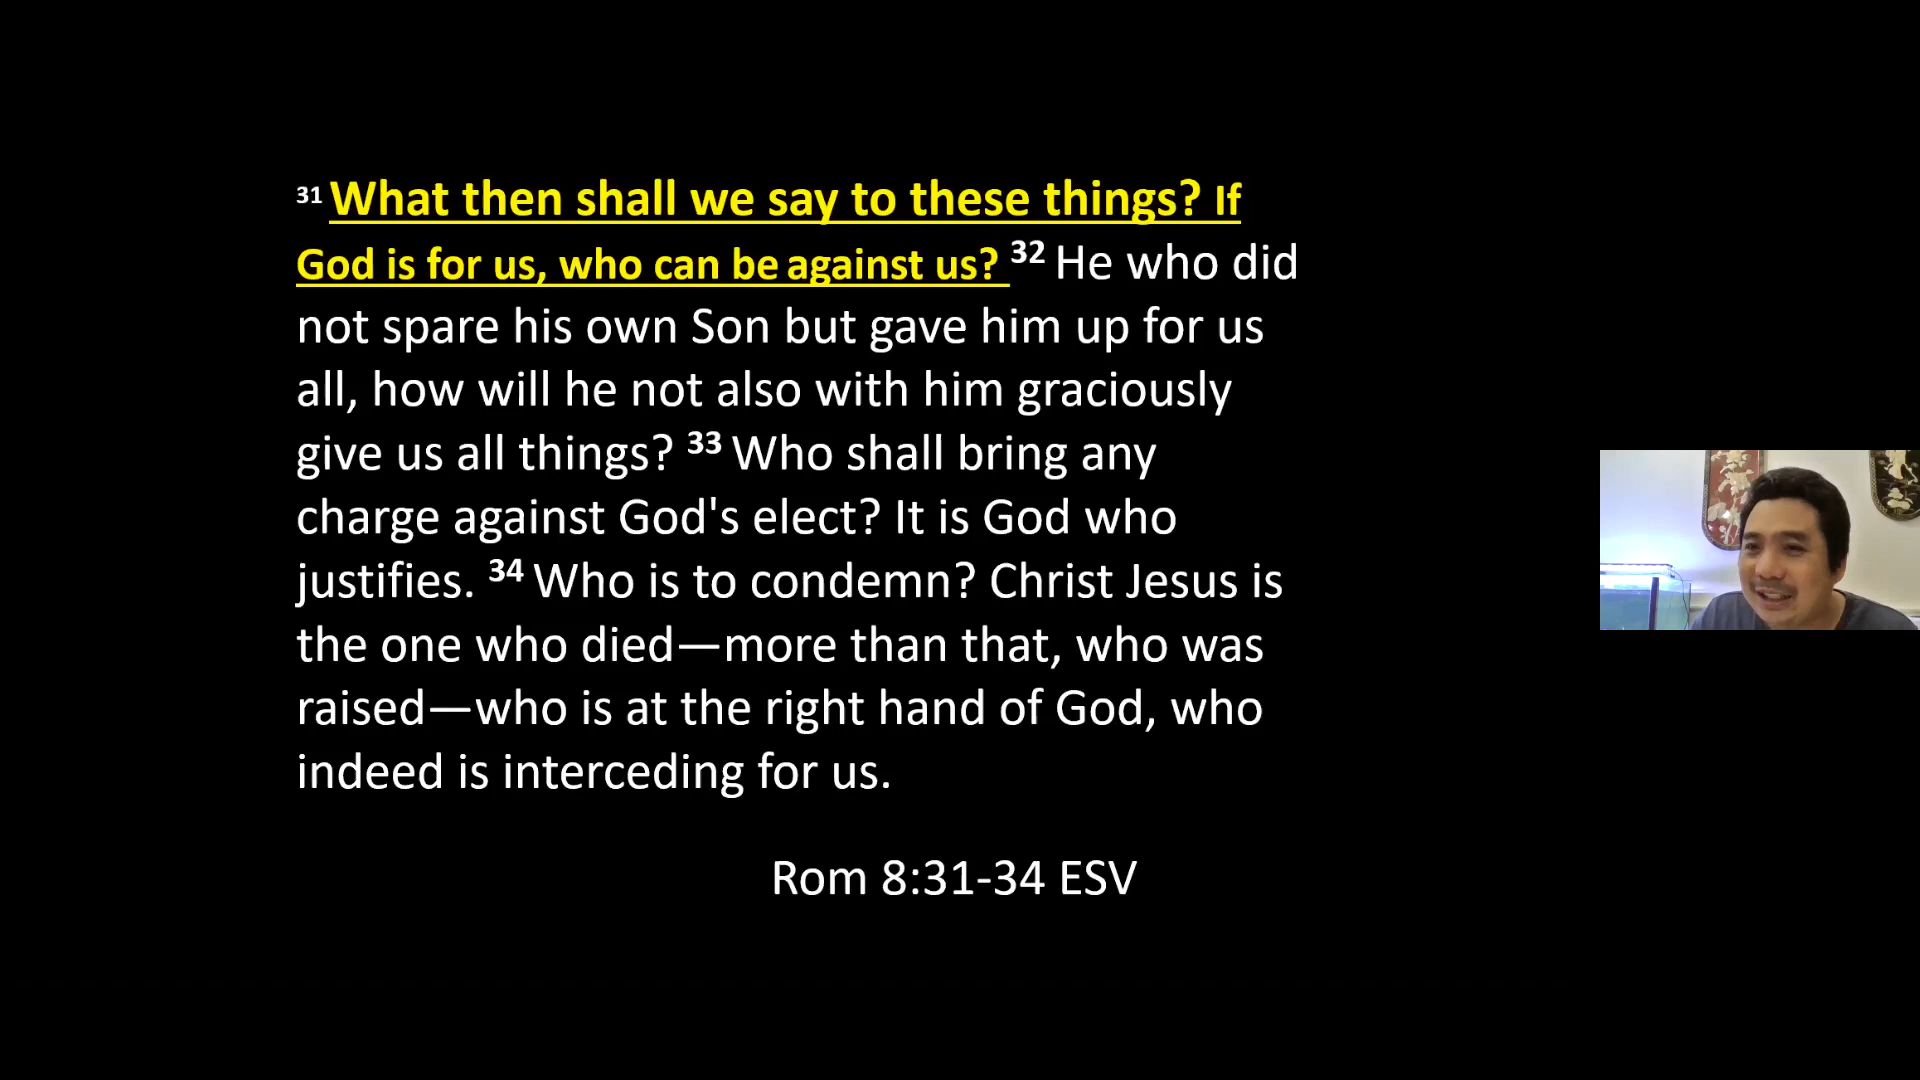 31 What then shall we say to these things? If
God is for us, who can be against us? 32 He who did
not spare his own Son but gave him up for us
all, how will he not also with him graciously
give us all things? 33 Who shall bring any
charge against God's elect? It is God who
justifies. 34 Who is to condemn? Christ Jesus is
the one who died—more than that, who was
raised—who is at the right hand of God, who
indeed is interceding for us.
Rom 8:31-34 ESV